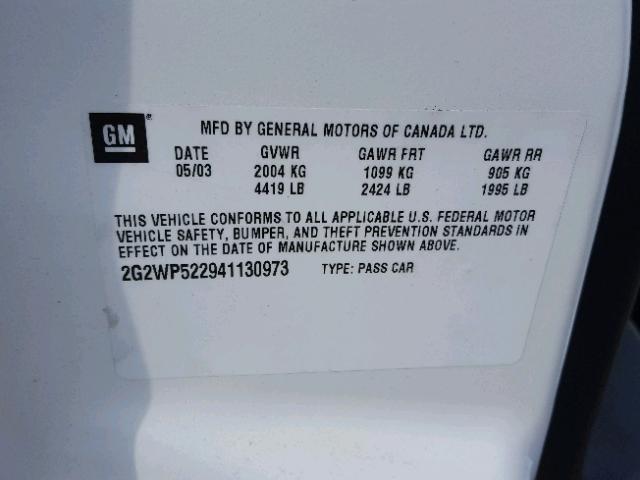 GM®
MFD BY GENERAL MOTORS OF CANADA LTD.
DATE GVWR GAWR FRT GAWR RR
05/03 2004 KG 1099 KG 905 KG
4419 LB 2424 LB 1995 LB
THIS VEHICLE CONFORMS TO ALL APPLICABLE U.S. FEDERAL MOTOR
VEHICLE SAFETY, BUMPER, AND THEFT PREVENTION STANDARDS IN
EFFECT ON THE DATE OF MANUFACTURE SHOWN ABOVE.
2G2WP522941130973 TYPE: PASS CAR